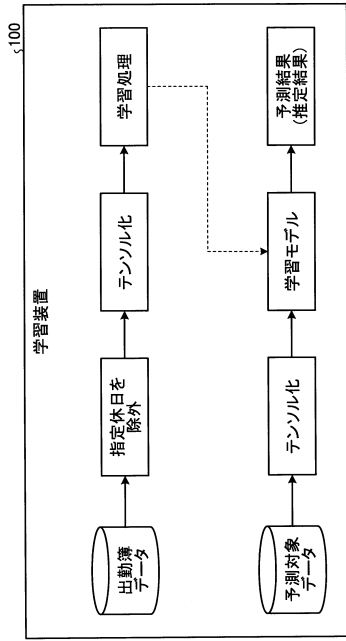 100
学習装置
出勤簿
データ
指定休日を
除外
テンソル化
学習処理
予測対象
データ
テンソル化
学習モデル
予測結果
(推定結果)